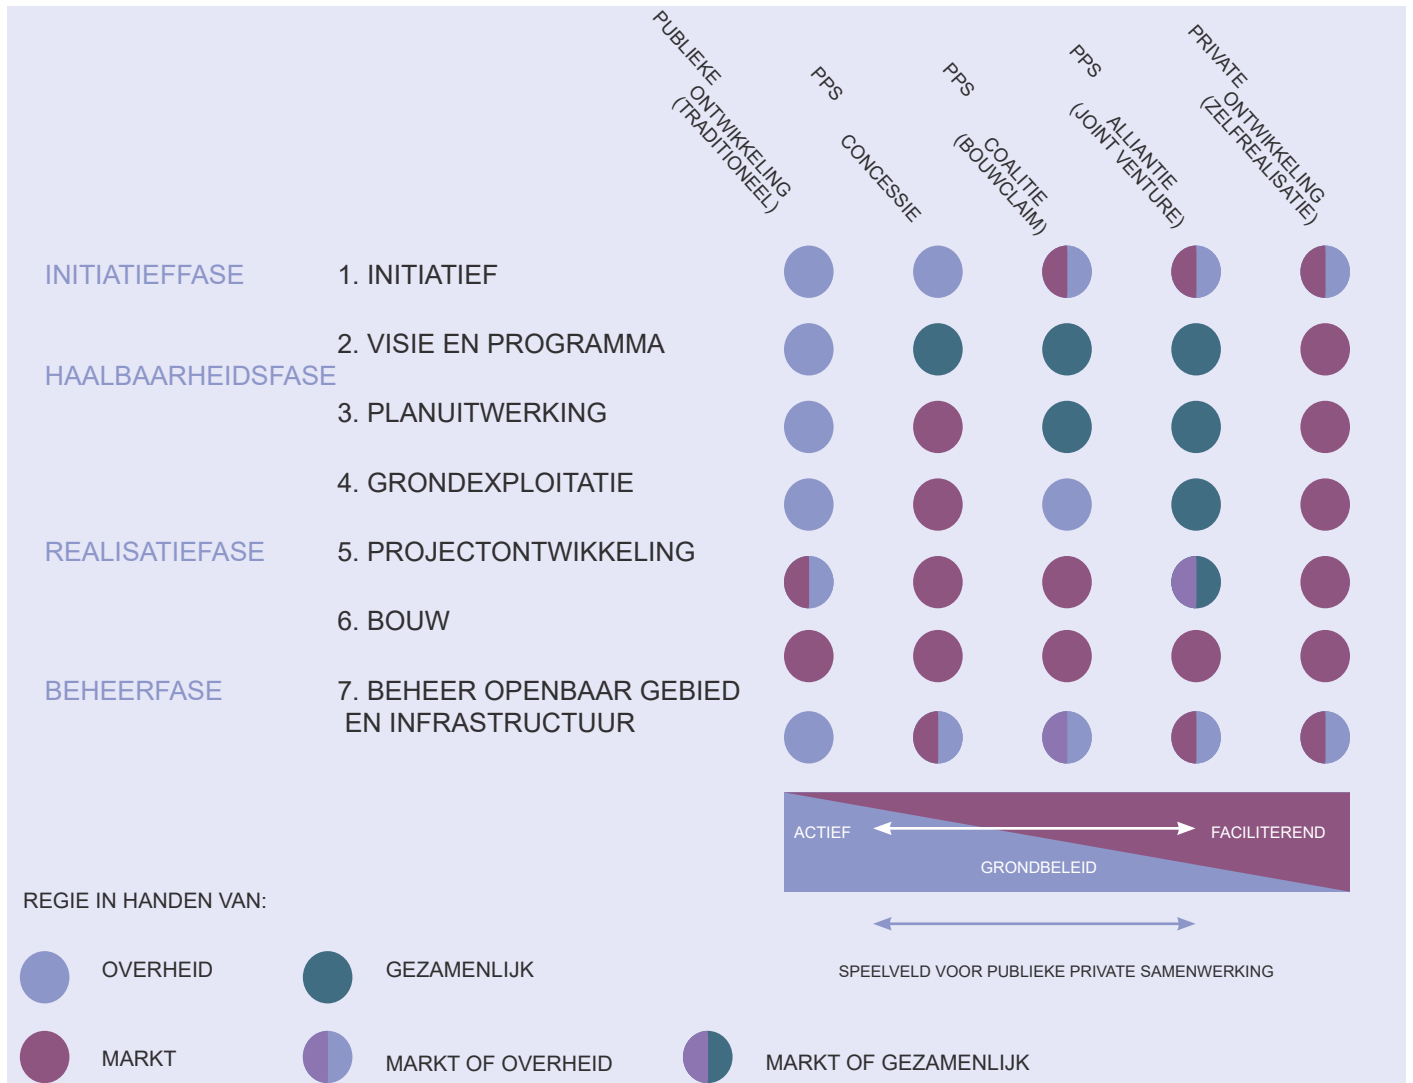 PUBLIEKE
ONTWIKKELING
(TRADITIONEEL)
PPS
CONCESSIE
PPS
COALITIE
(BOUWCLAIM)
PPS
ALLIANTIE
(JOINT VENTURE)
PRIVATE
ONTWIKKELING
(ZELFREALISATIE)
INITIATIEFFASE
1. INITIATIEF
2. VISIE EN PROGRAMMA
HAALBAARHEIDSFASE
3. PLANUITWERKING
4. GRONDEXPLOITATIE
REALISATIEFASE
5. PROJECTONTWIKKELING
6. BOUW
BEHEERFASE
7. BEHEER OPENBAAR GEBIED
EN INFRASTRUCTUUR
ACTIEF
FACILITEREND
GRONDBELEID
SPEELVELD VOOR PUBLIEKE PRIVATE SAMENWERKING
REGIE IN HANDEN VAN:
OVERHEID
GEZAMENLIJK
MARKT
MARKT OF OVERHEID
MARKT OF GEZAMENLIJK